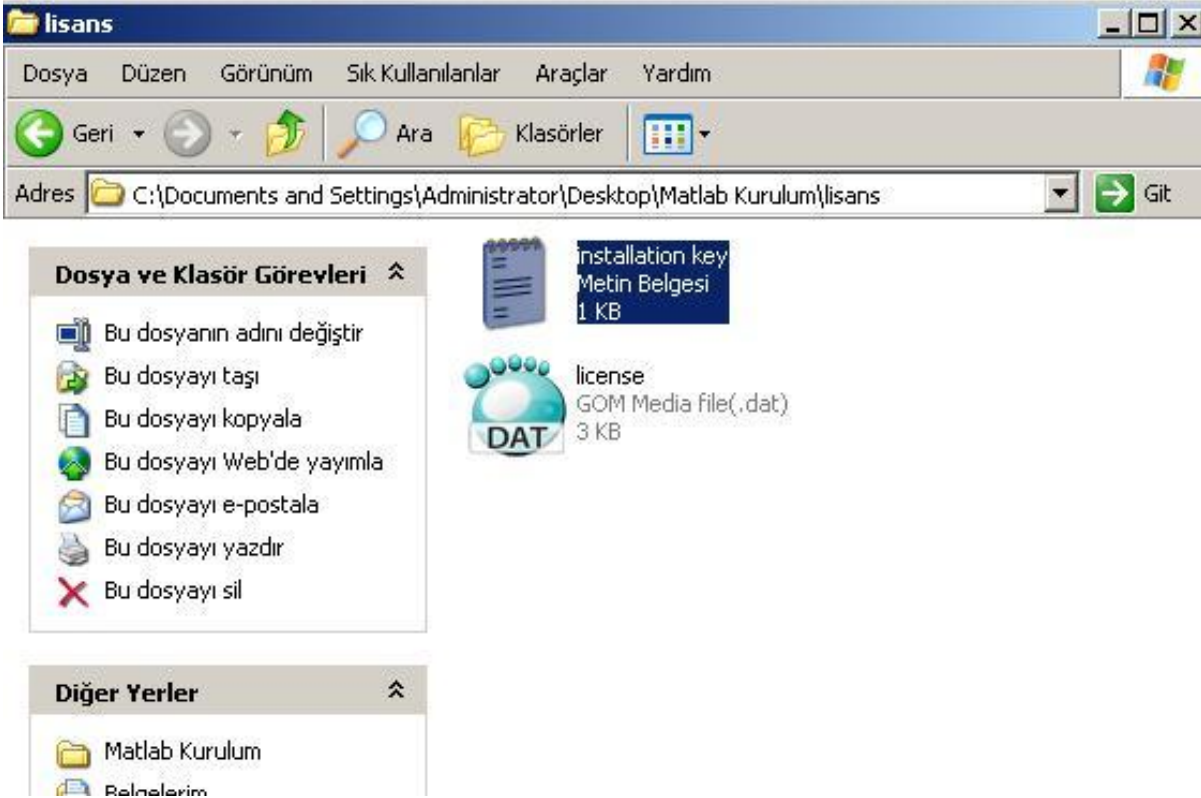 lisans
Dosya Düzen Görünüm Sık Kullanılanlar Araçlar Yardım
Geri Ara Klasörler
Adres C:\Documents and Settings\Administrator\Desktop\Matlab Kurulum\lisans Git
Dosya ve Klasör Görevleri
Bu dosyanın adını değiştir
Bu dosyayı taşı
Bu dosyayı kopyala
Bu dosyayı Web'de yayımla
Bu dosyayı e-postala
Bu dosyayı yazdır
Bu dosyayı sil
Diğer Yerler
Matlab Kurulum
Belgelerim
installation key
Metin Belgesi
1 KB
DAT
license
GOM Media file(.dat)
3 KB